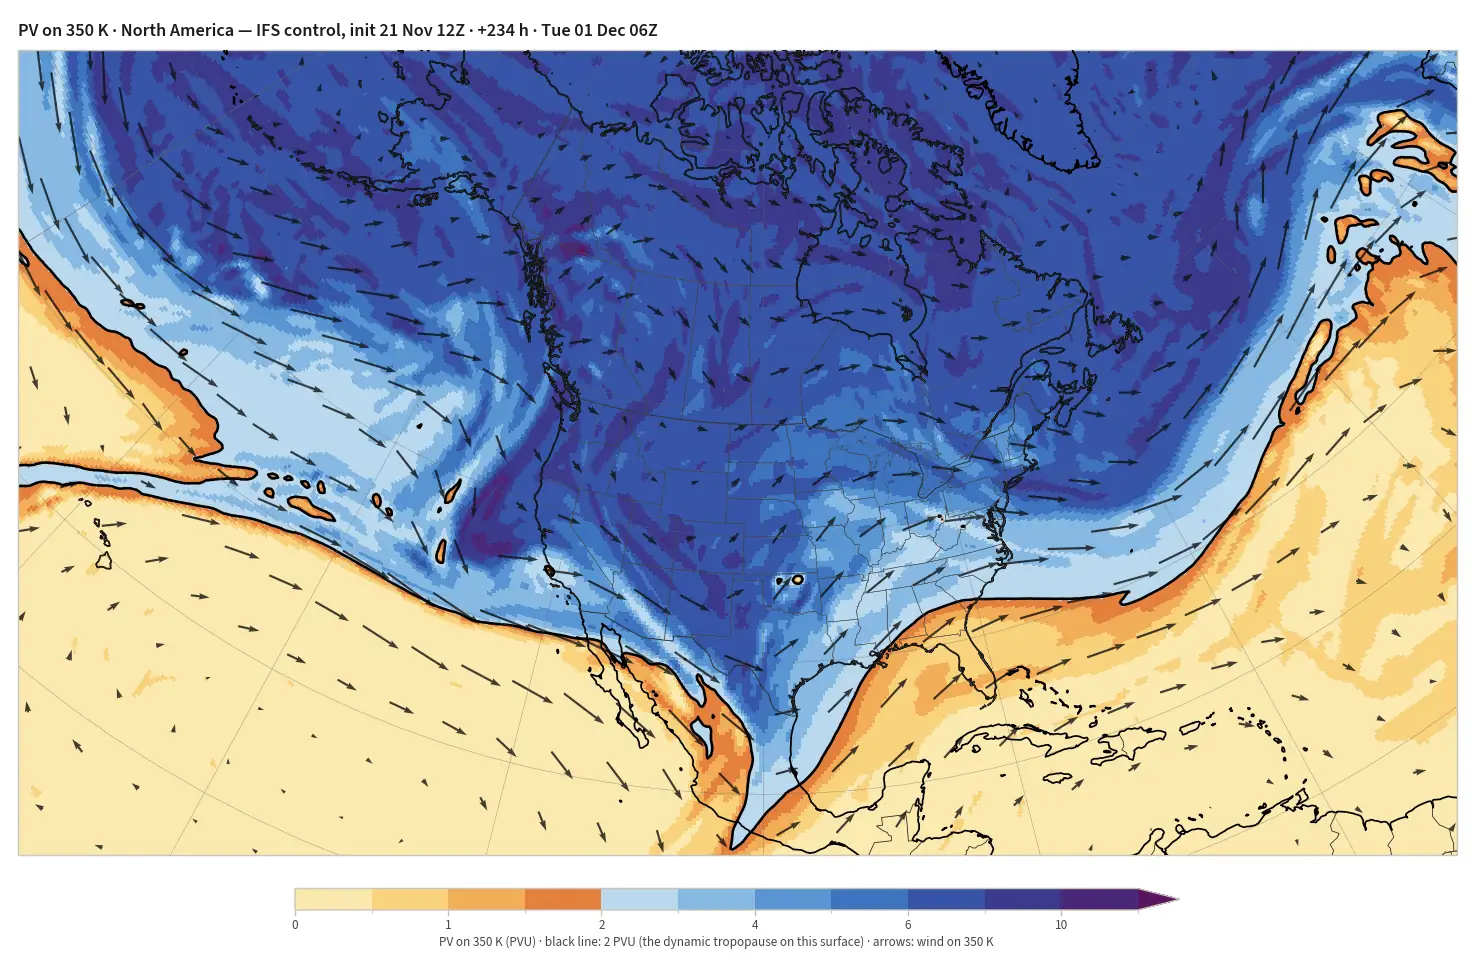 PV on 350 K · North America — IFS control, init 21 Nov 12Z · +234 h · Tue 01 Dec 06Z
0 1 2 4 6 10
PV on 350 K (PVU) · black line: 2 PVU (the dynamic tropopause on this surface) · arrows: wind on 350 K